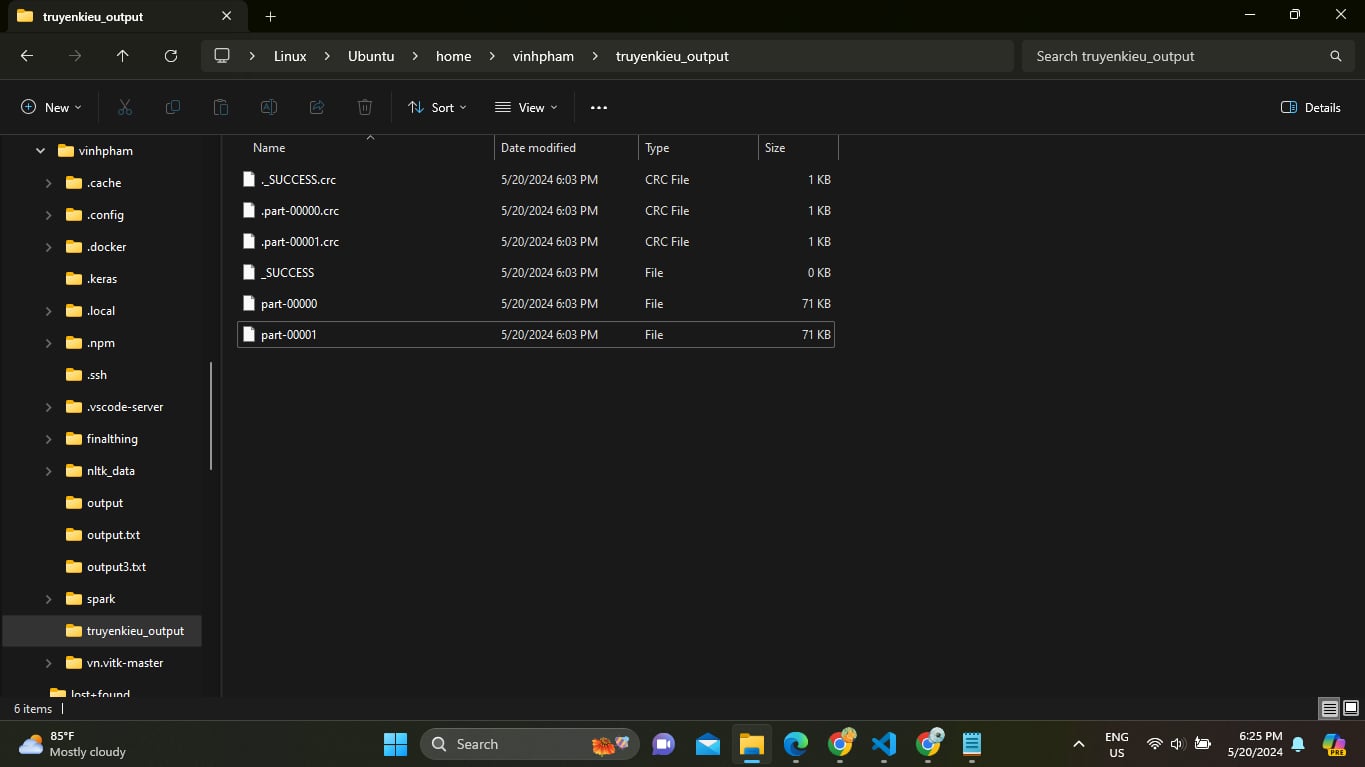 truyenkieu_output
Linux Ubuntu home vinhpham truyenkieu_output
Search truyenkieu_output
New Sort View Details
vinhpham
.cache
.config
.docker
.keras
.local
.npm
.ssh
.vscode-server
finalthing
nltk_data
output
output.txt
output3.txt
spark
truyenkieu_output
vn.vitk-master
lost+found
Name Date modified Type Size
._SUCCESS.crc 5/20/2024 6:03 PM CRC File 1 KB
.part-00000.crc 5/20/2024 6:03 PM CRC File 1 KB
.part-00001.crc 5/20/2024 6:03 PM CRC File 1 KB
_SUCCESS 5/20/2024 6:03 PM File 0 KB
part-00000 5/20/2024 6:03 PM File 71 KB
part-00001 5/20/2024 6:03 PM File 71 KB
6 items
85°F
Mostly cloudy
Search
ENG
US
6:25 PM
5/20/2024
PRE